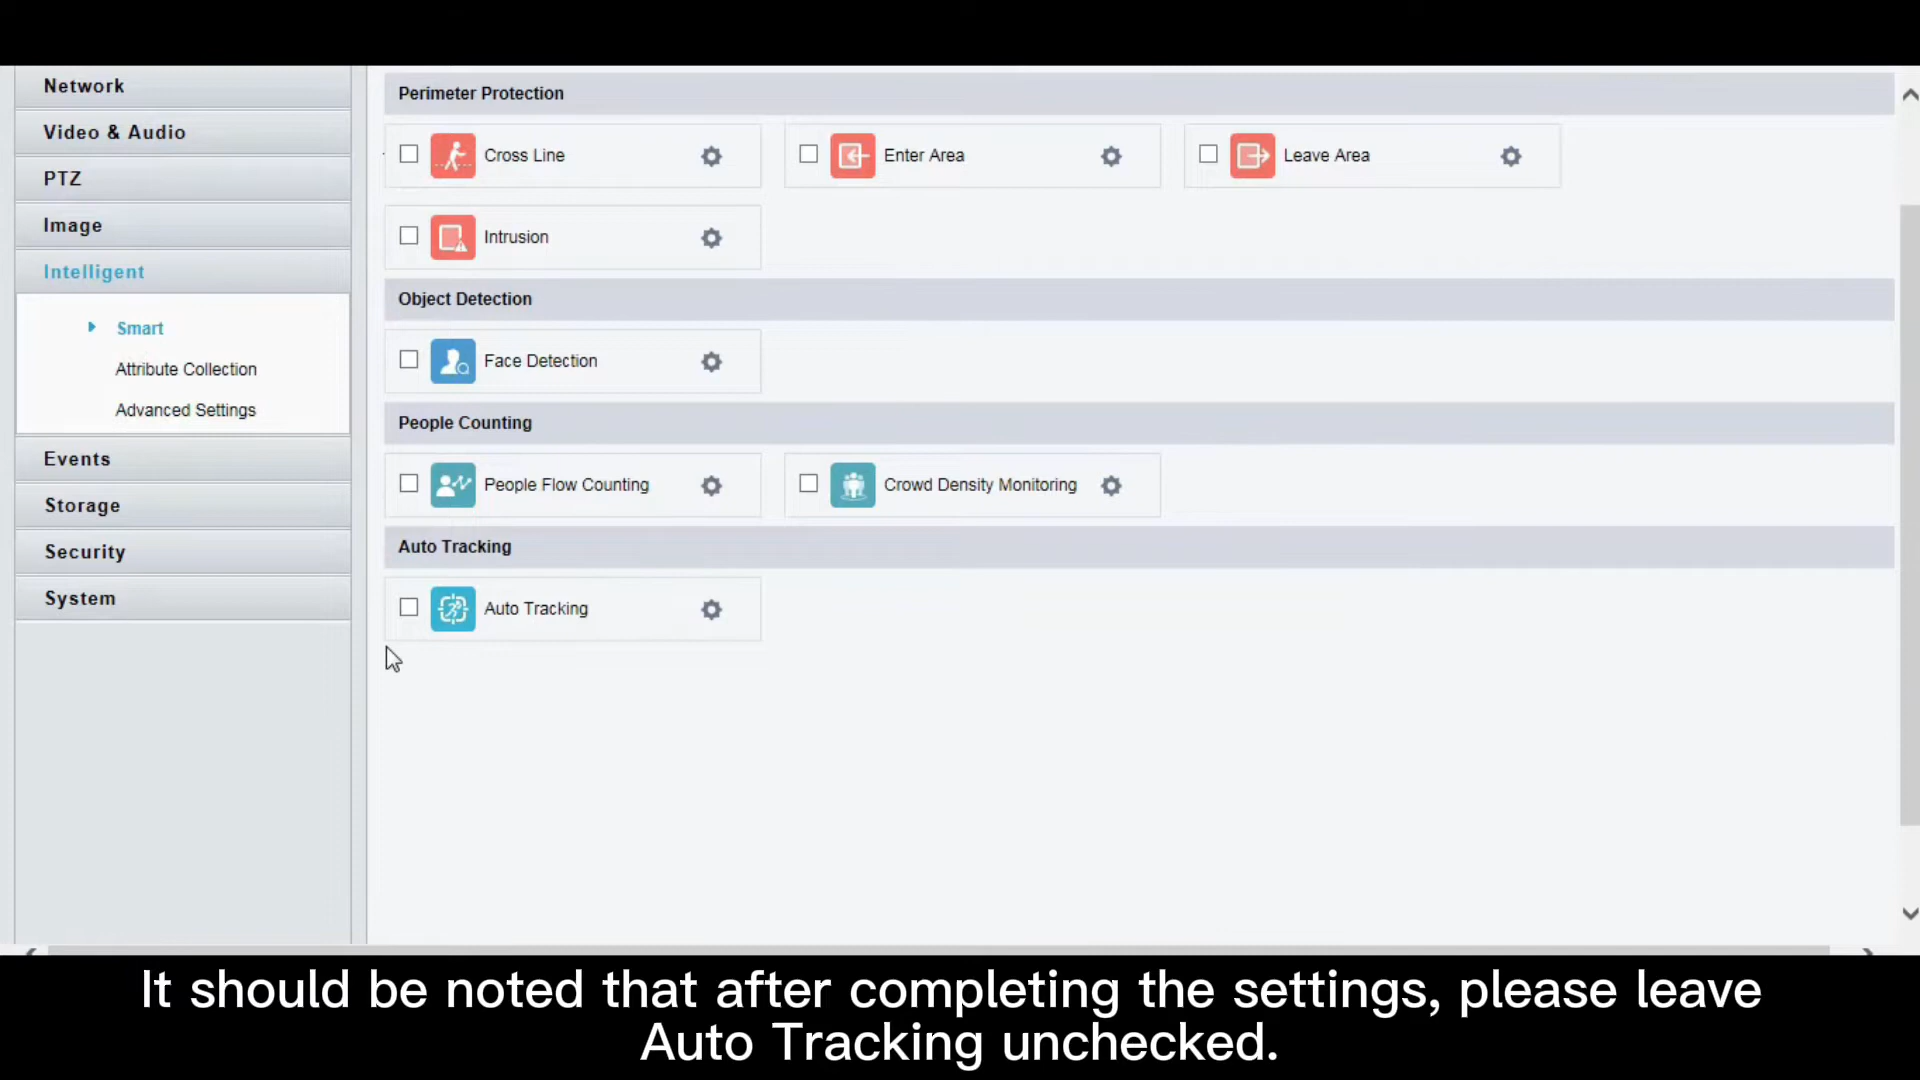 Network
Video & Audio
PTZ
Image
Intelligent
Smart
Attribute Collection
Advanced Settings
Events
Storage
Security
System
Perimeter Protection
Cross Line
Enter Area
Leave Area
Intrusion
Object Detection
Face Detection
People Counting
People Flow Counting
Crowd Density Monitoring
Auto Tracking
Auto Tracking
It should be noted that after completing the settings, please leave
Auto Tracking unchecked.